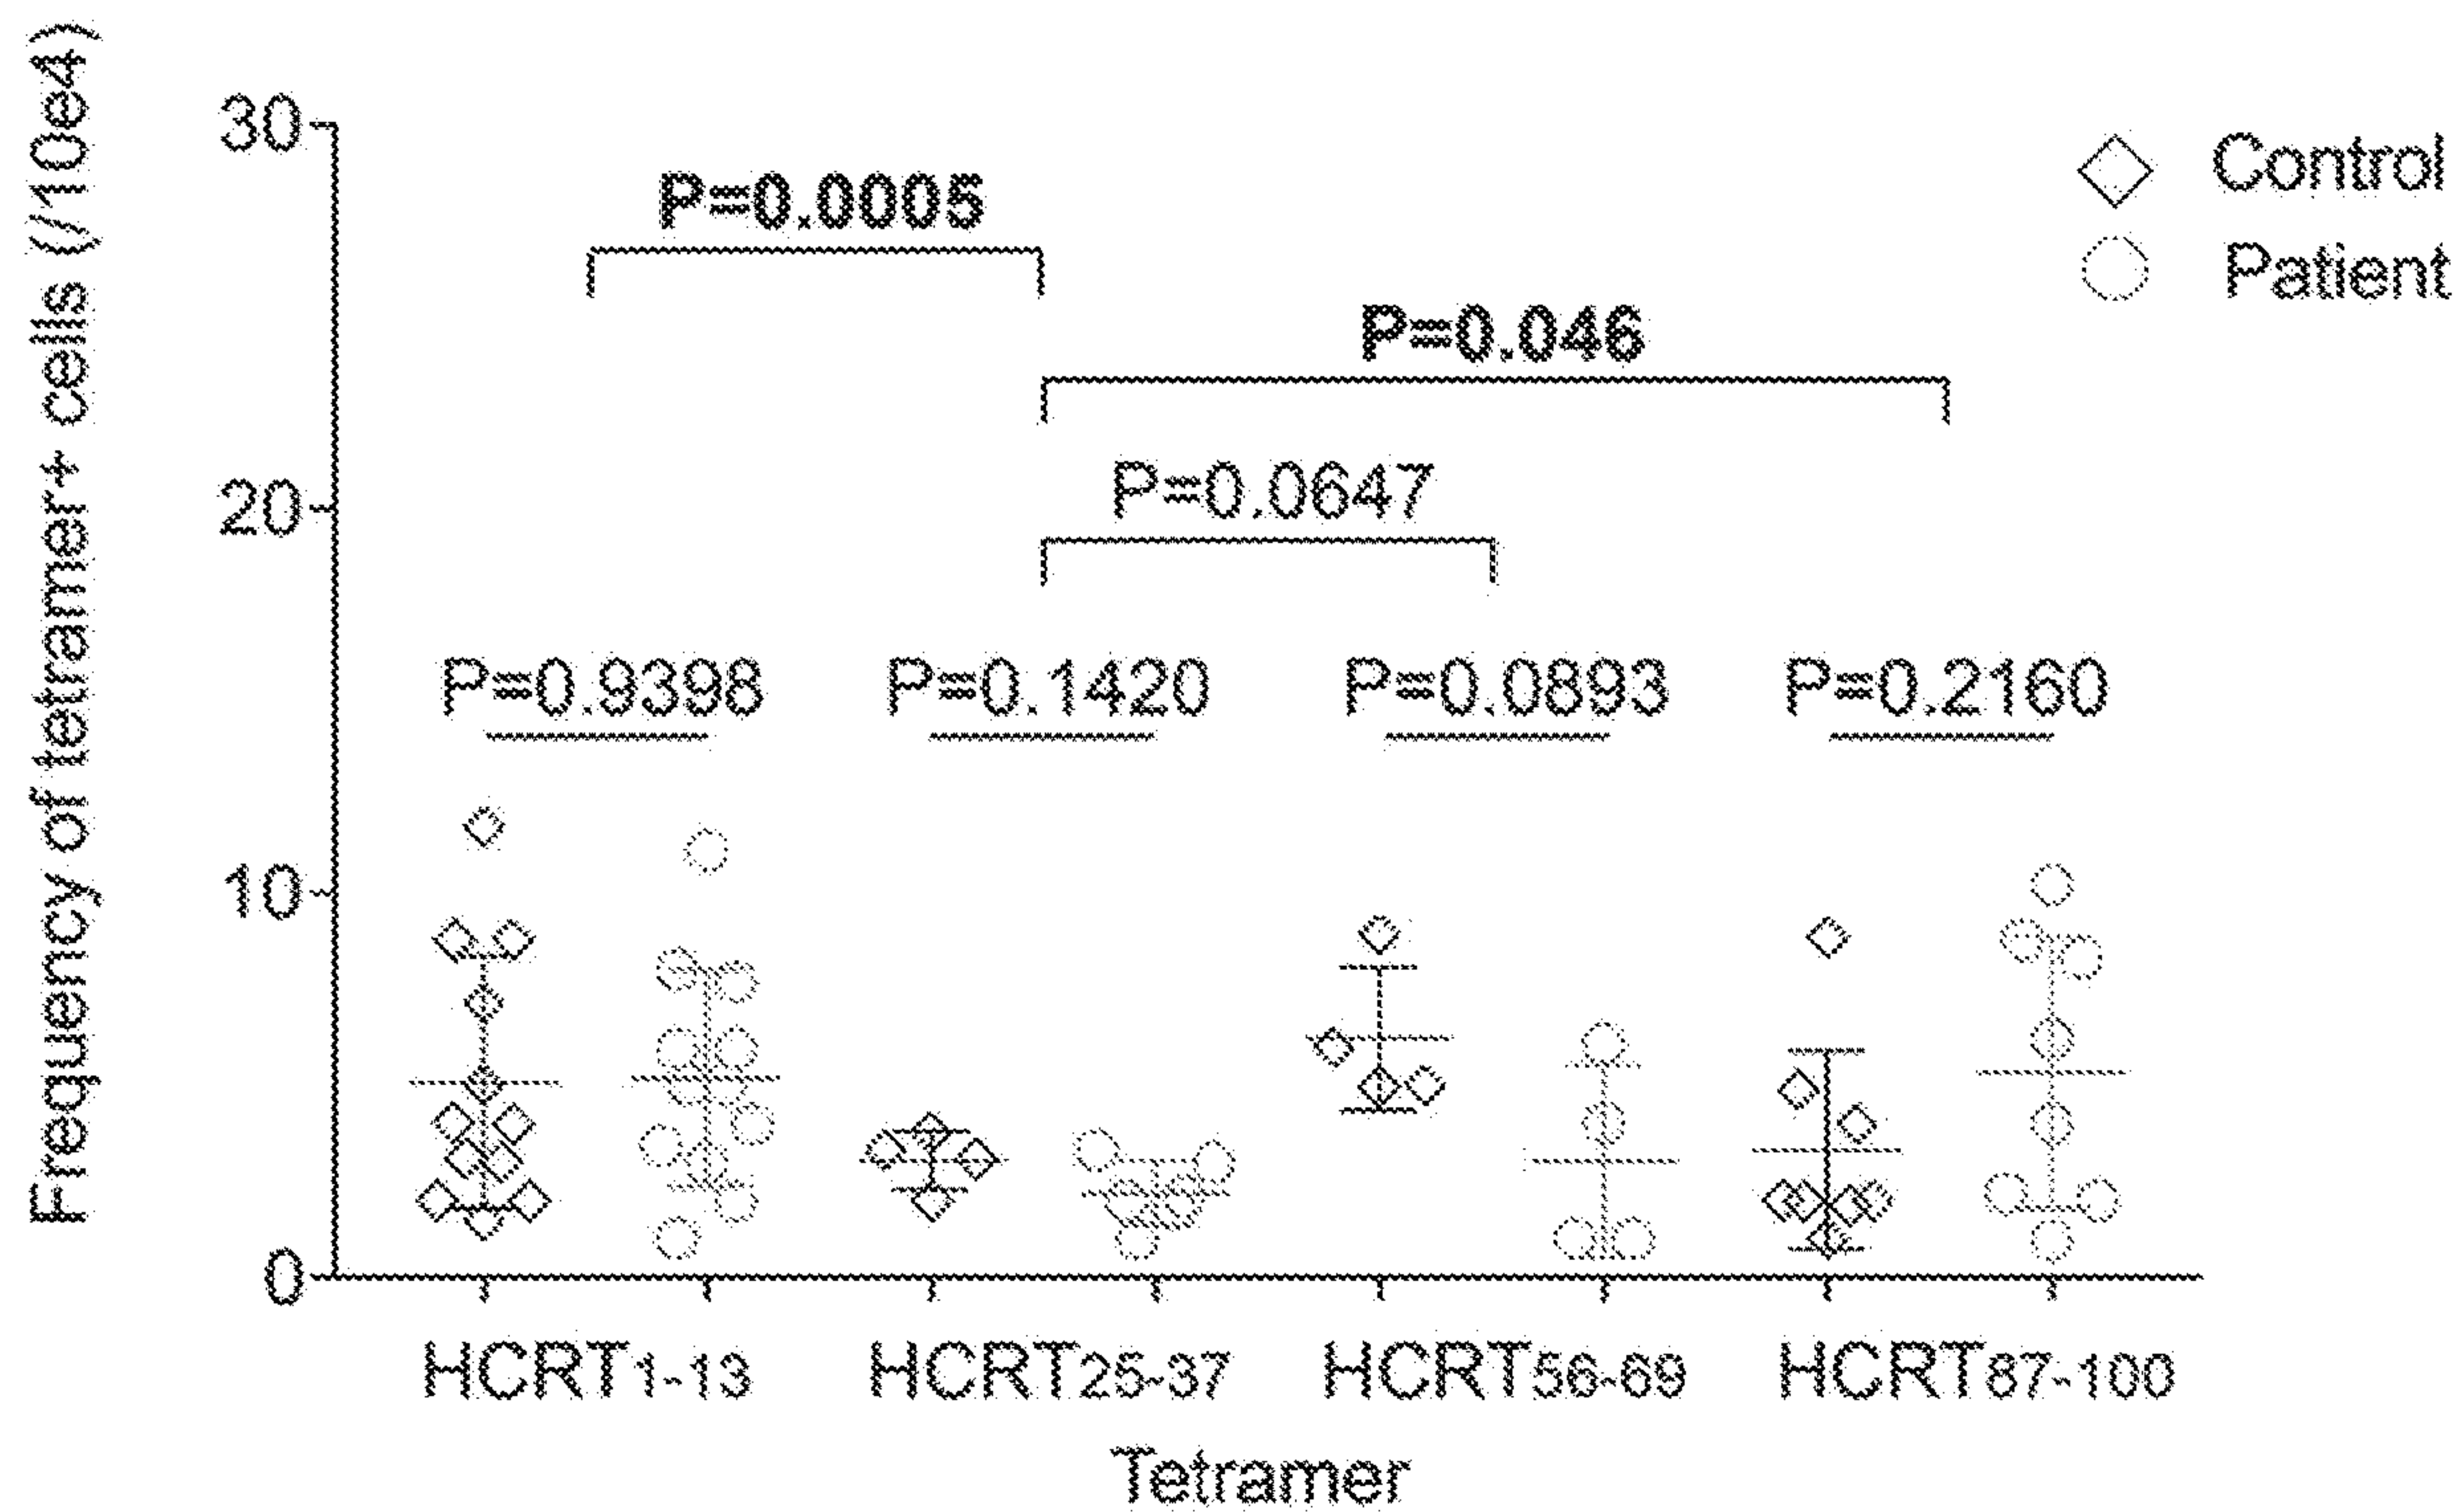 Frequency of tetramer+ cells (/10e4)
30
20
10
0
Control
Patient
P=0.0005
P=0.046
P=0.0647
P=0.9398
P=0.1420
P=0.0893
P=0.2160
HCRT1-13
HCRT25-37
HCRT56-69
HCRT87-100
Tetramer